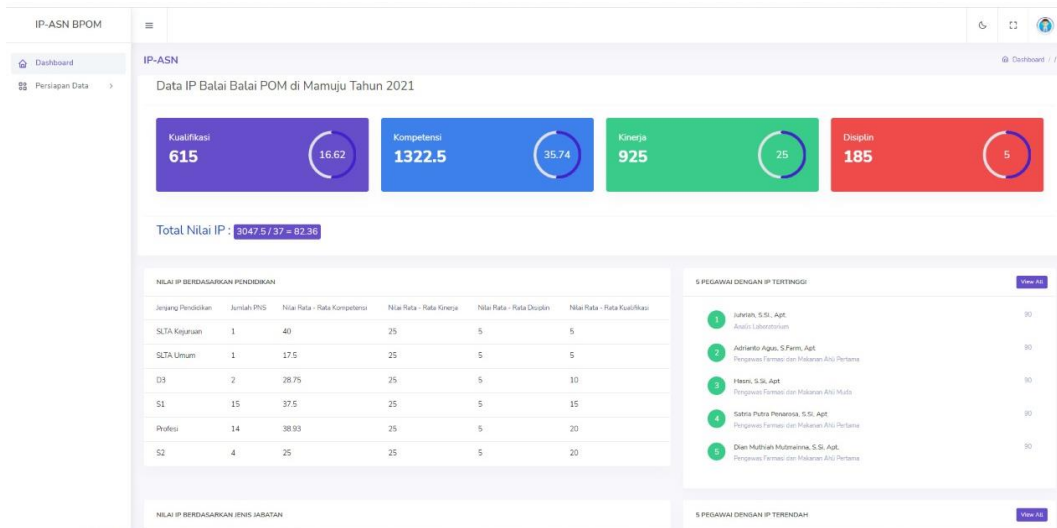 IP-ASN BPOM
Dashboard
Persiapan Data
IP-ASN
Dashboard / /
Data IP Balai Balai POM di Mamuju Tahun 2021
Kualifikasi
615
16.62
Kompetensi
1322.5
35.74
Kinerja
925
25
Disiplin
185
5
Total Nilai IP : 3047.5 / 37 = 82.36
NILAI IP BERDASARKAN PENDIDIKAN
Jenjang Pendidikan Jumlah PNS Nilai Rata - Rata Kompetensi Nilai Rata - Rata Kinerja Nilai Rata - Rata Disiplin Nilai Rata - Rata Kualifikasi
SLTA Kejuruan 1 40 25 5 5
SLTA Umum 1 17.5 25 5 5
D3 2 28.75 25 5 10
S1 15 37.5 25 5 15
Profesi 14 38.93 25 5 20
S2 4 25 25 5 20
5 PEGAWAI DENGAN IP TERTINGGI View All
1 Juhriah, S.Si., Apt. 90
Analis Laboratorium
2 Adrianto Agus, S.Farm, Apt 90
Pengawas Farmasi dan Makanan Ahli Pertama
3 Hasni, S.Si, Apt 90
Pengawas Farmasi dan Makanan Ahli Muda
4 Satria Putra Penarosa, S.Si, Apt 90
Pengawas Farmasi dan Makanan Ahli Pertama
5 Dian Muthiah Mutmainna, S.Si, Apt. 90
Pengawas Farmasi dan Makanan Ahli Pertama
NILAI IP BERDASARKAN JENIS JABATAN
5 PEGAWAI DENGAN IP TERENDAH View All